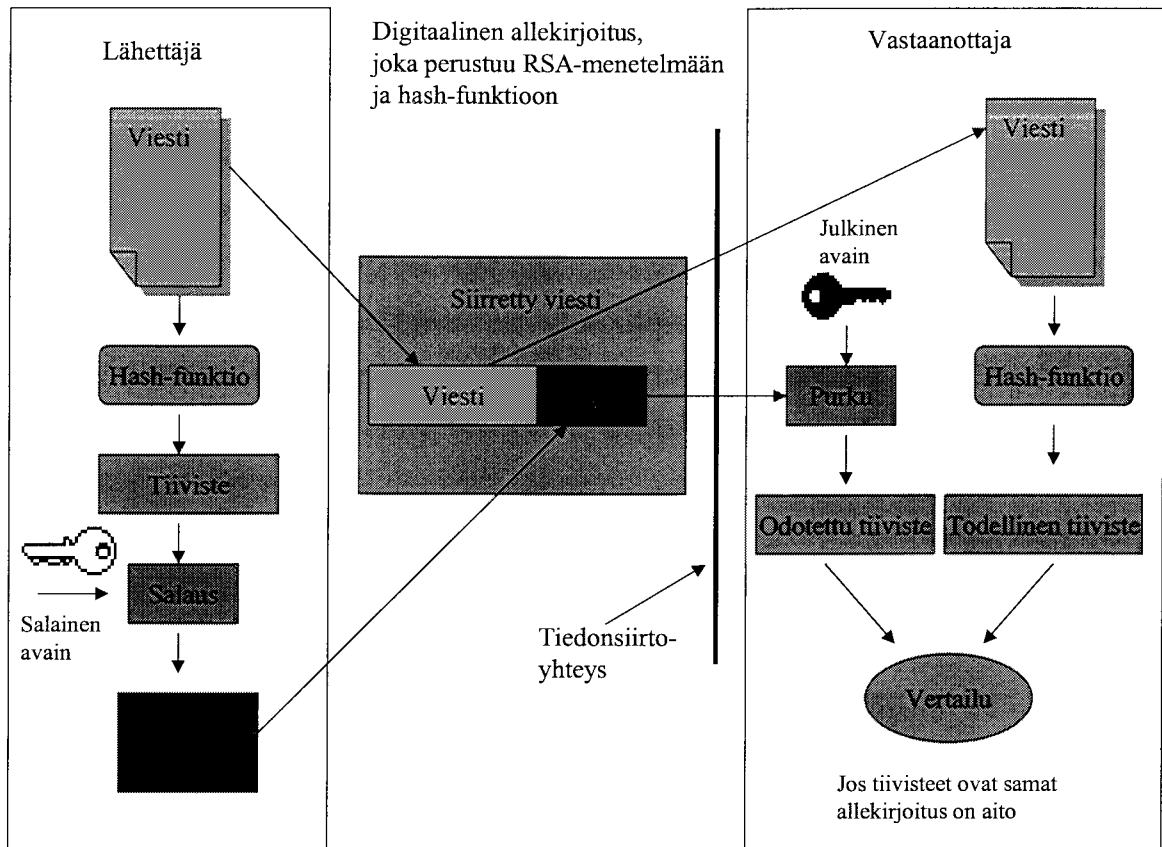 Lähettäjä
Viesti
Hash-funktio
Tiiviste
Salaus
Salainen
avain
Digitaalinen allekirjoitus,
joka perustuu RSA-menetelmään
ja hash-funktioon
Siirretty viesti
Viesti
Tiedonsiirto-
yhteys
Vastaanottaja
Viesti
Julkinen
avain
Purku
Hash-funktio
Odotettu tiiviste
Todellinen tiiviste
Vertailu
Jos tiivisteet ovat samat
allekirjoitus on aito